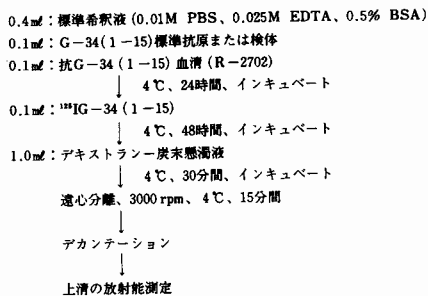 0.4㎖：標準希釈液（0.01M PBS、0.025M EDTA、0.5% BSA）
0.1㎖：G－34（1－15）標準抗原または検体
0.1㎖：抗G－34（1－15）血清（R－2702）
↓ 4℃、24時間、インキュベート
0.1㎖：¹²⁵IG－34（1－15）
↓ 4℃、48時間、インキュベート
1.0㎖：デキストラン－炭末懸濁液
↓ 4℃、30分間、インキュベート
遠心分離、3000 rpm、4℃、15分間
↓
デカンテーション
↓
上清の放射能測定